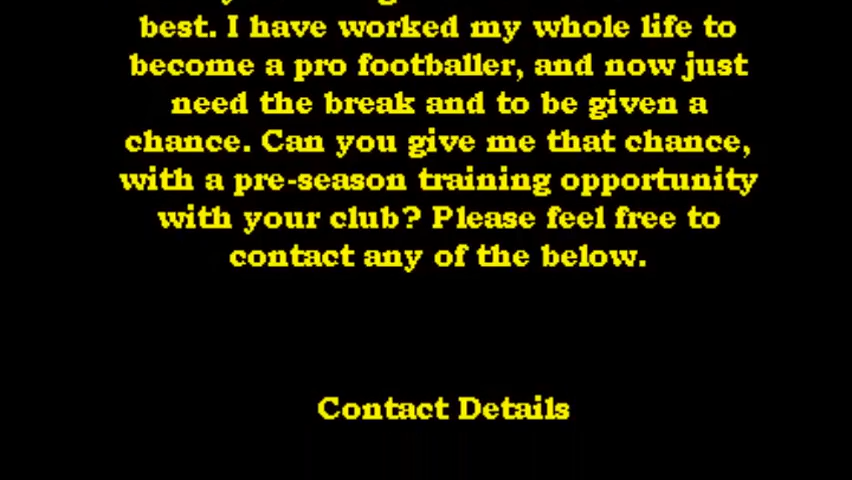 best. I have worked my whole life to
become a pro footballer, and now just
need the break and to be given a
chance. Can you give me that chance,
with a pre-season training opportunity
with your club? Please feel free to
contact any of the below.
Contact Details